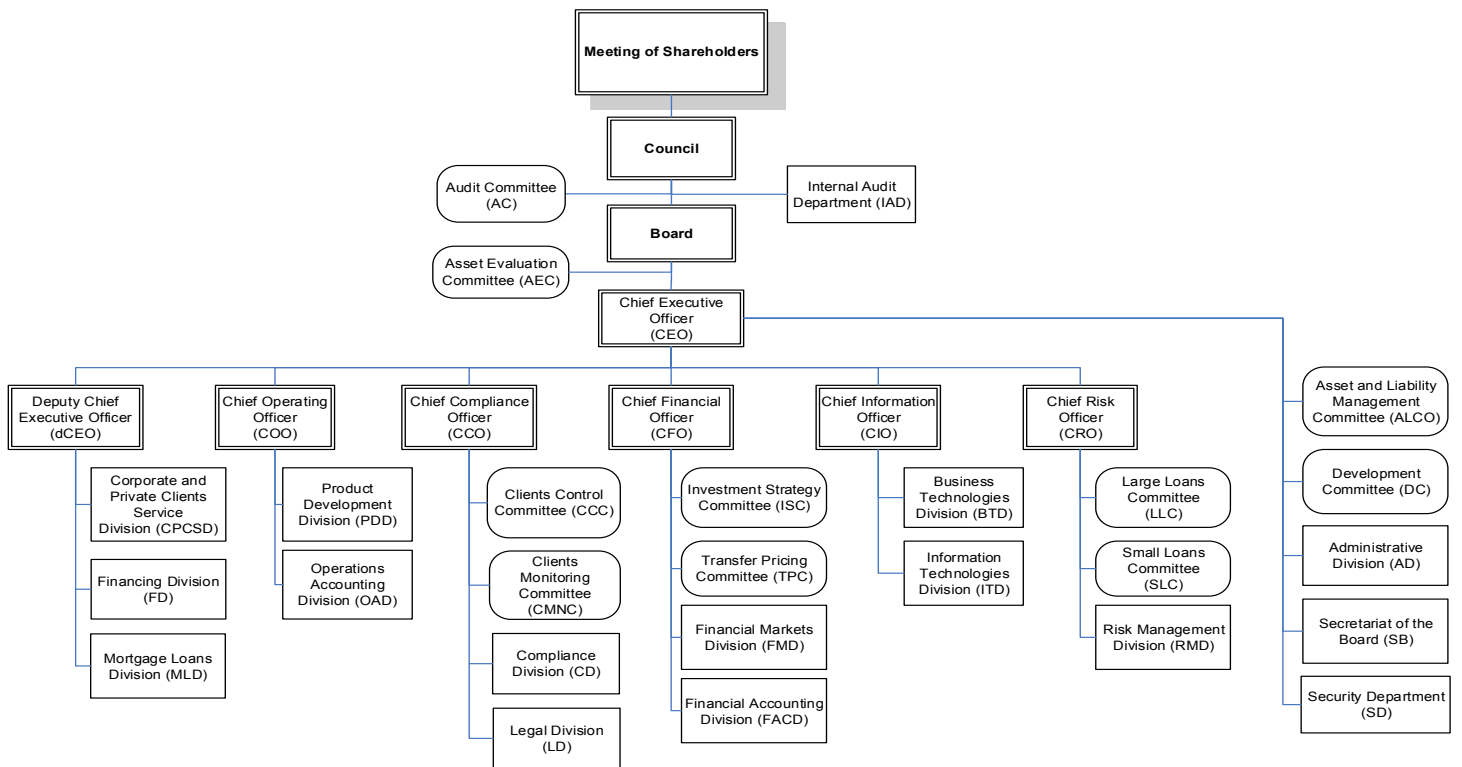 Meeting of Shareholders
Council
Audit Committee
(AC)
Internal Audit
Department (IAD)
Board
Asset Evaluation
Committee (AEC)
Chief Executive
Officer
(CEO)
Deputy Chief
Executive Officer
(dCEO)
Chief Operating
Officer
(COO)
Chief Compliance
Officer
(CCO)
Chief Financial
Officer
(CFO)
Chief Information
Officer
(CIO)
Chief Risk
Officer
(CRO)
Corporate and
Private Clients
Service
Division (CPCSD)
Financing Division
(FD)
Mortgage Loans
Division (MLD)
Product
Development
Division (PDD)
Operations
Accounting
Division (OAD)
Clients Control
Committee (CCC)
Clients
Monitoring
Committee
(CMNC)
Compliance
Division (CD)
Legal Division
(LD)
Investment Strategy
Committee (ISC)
Transfer Pricing
Committee (TPC)
Financial Markets
Division (FMD)
Financial Accounting
Division (FACD)
Business
Technologies
Division (BTD)
Information
Technologies
Division (ITD)
Large Loans
Committee
(LLC)
Small Loans
Committee
(SLC)
Risk Management
Division (RMD)
Asset and Liability
Management
Committee (ALCO)
Development
Committee (DC)
Administrative
Division (AD)
Secretariat of the
Board (SB)
Security Department
(SD)